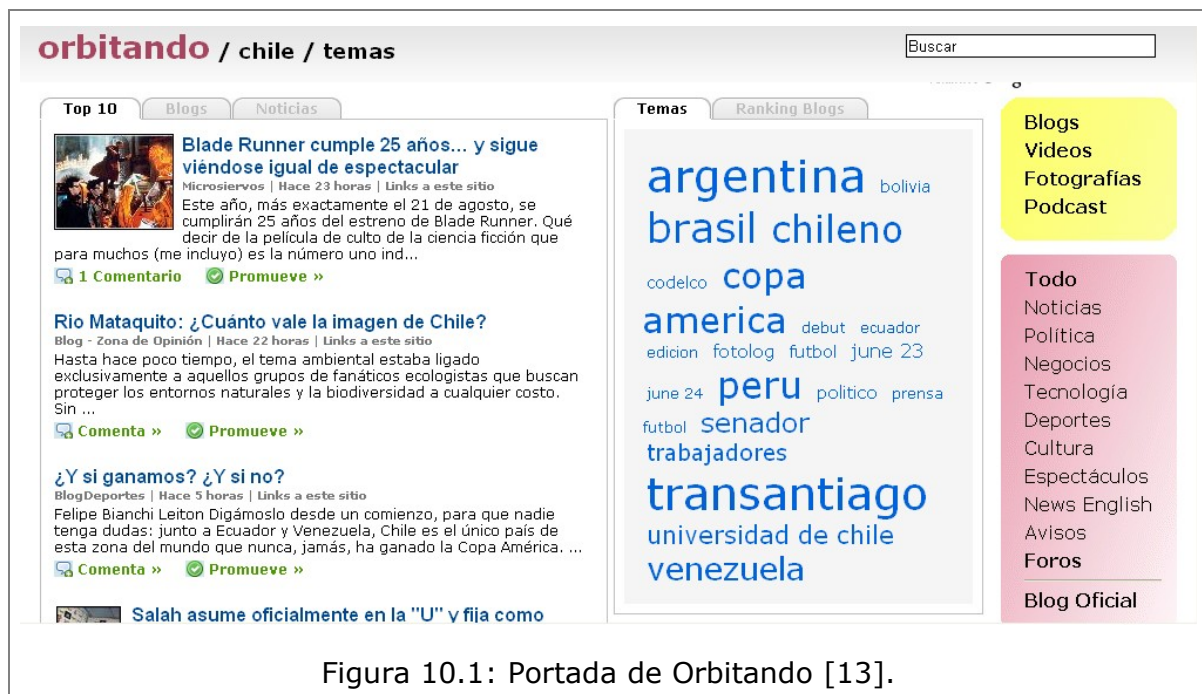 orbitando / chile / temas
Buscar
Top 10 Blogs Noticias
Blade Runner cumple 25 años... y sigue
viéndose igual de espectacular
Microsiervos | Hace 23 horas | Links a este sitio
Este año, más exactamente el 21 de agosto, se
cumplirán 25 años del estreno de Blade Runner. Qué
decir de la película de culto de la ciencia ficción que
para muchos (me incluyo) es la número uno ind...
1 Comentario Promueve »
Rio Mataquito: ¿Cuánto vale la imagen de Chile?
Blog - Zona de Opinión | Hace 22 horas | Links a este sitio
Hasta hace poco tiempo, el tema ambiental estaba ligado
exclusivamente a aquellos grupos de fanáticos ecologistas que buscan
proteger los entornos naturales y la biodiversidad a cualquier costo.
Sin ...
Comenta » Promueve »
¿Y si ganamos? ¿Y si no?
BlogDeportes | Hace 5 horas | Links a este sitio
Felipe Bianchi Leiton Digámoslo desde un comienzo, para que nadie
tenga dudas: junto a Ecuador y Venezuela, Chile es el único país de
esta zona del mundo que nunca, jamás, ha ganado la Copa América. ...
Comenta » Promueve »
Salah asume oficialmente en la "U" y fija como
Temas Ranking Blogs
argentina bolivia
brasil chileno
codelco copa
america debut ecuador
edicion fotolog futbol june 23
june 24 peru politico prensa
futbol senador
trabajadores
transantiago
universidad de chile
venezuela
Blogs
Videos
Fotografías
Podcast
Todo
Noticias
Política
Negocios
Tecnología
Deportes
Cultura
Espectáculos
News English
Avisos
Foros
Blog Oficial
Figura 10.1: Portada de Orbitando [13].